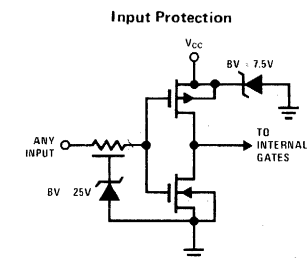 Input Protection
VCC
BV 7.5V
ANY
INPUT
TO
INTERNAL
GATES
BV 25V